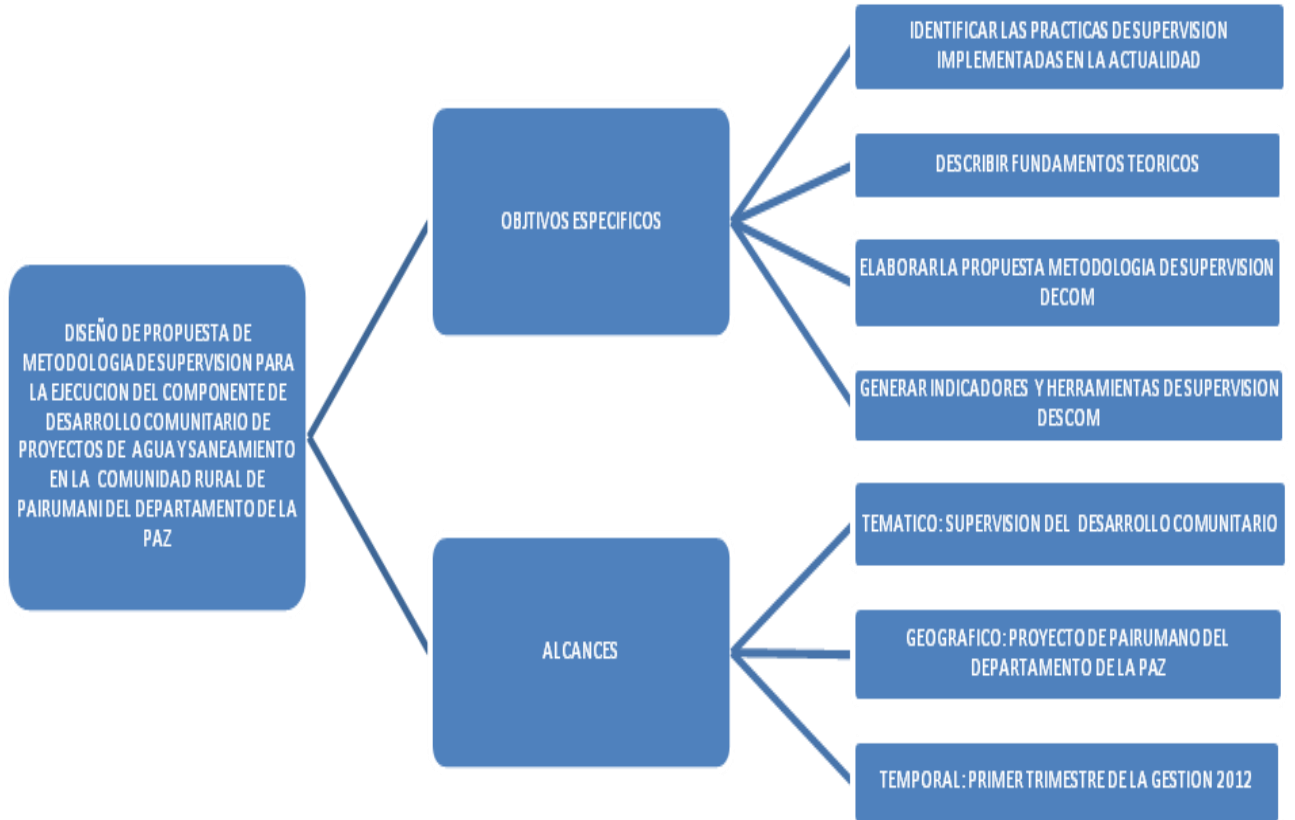 DISEÑO DE PROPUESTA DE
METODOLOGIA DE SUPERVISION PARA
LA EJECUCION DEL COMPONENTE DE
DESARROLLO COMUNITARIO DE
PROYECTOS DE AGUA Y SANEAMIENTO
EN LA COMUNIDAD RURAL DE
PAIRUMANI DEL DEPARTAMENTO DE LA
PAZ
OBJTIVOS ESPECIFICOS
IDENTIFICAR LAS PRACTICAS DE SUPERVISION
IMPLEMENTADAS EN LA ACTUALIDAD
DESCRIBIR FUNDAMENTOS TEORICOS
ELABORAR LA PROPUESTA METODOLOGIA DE SUPERVISION
DECOM
GENERAR INDICADORES Y HERRAMIENTAS DE SUPERVISION
DESCOM
ALCANCES
TEMATICO: SUPERVISION DEL DESARROLLO COMUNITARIO
GEOGRAFICO: PROYECTO DE PAIRUMANO DEL
DEPARTAMENTO DE LA PAZ
TEMPORAL: PRIMER TRIMESTRE DE LA GESTION 2012